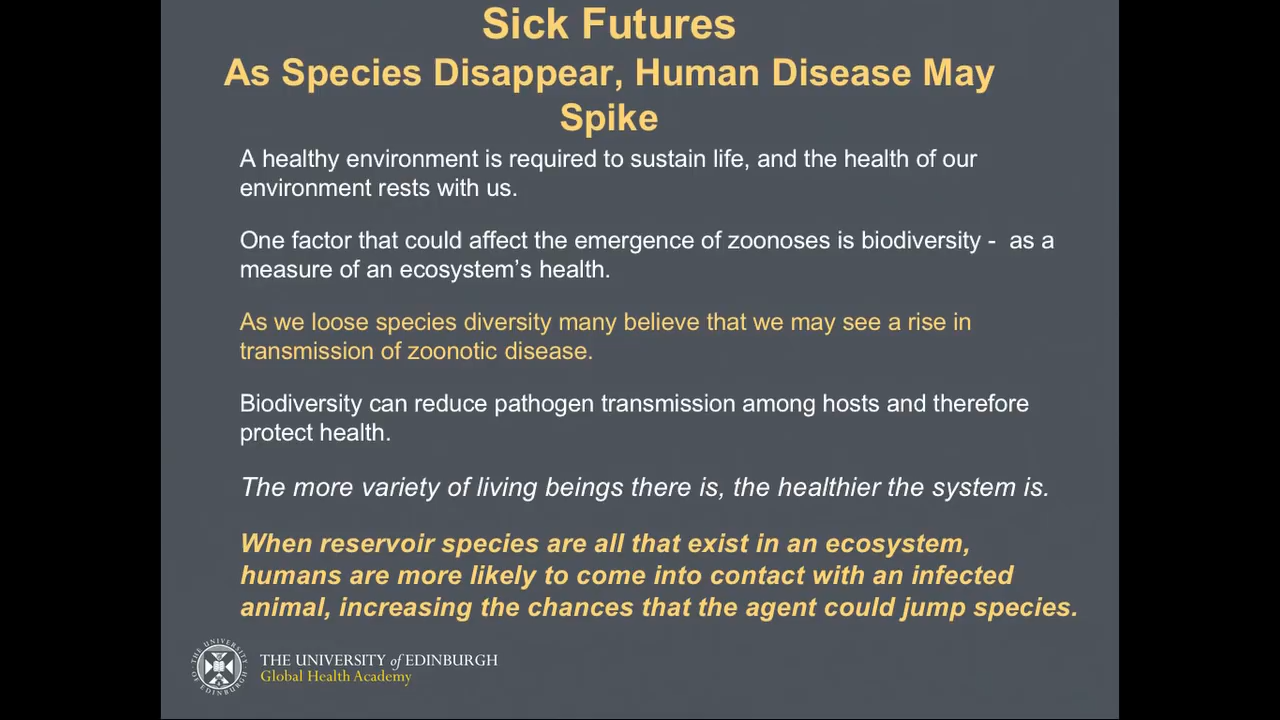 Sick Futures
As Species Disappear, Human Disease May
Spike
A healthy environment is required to sustain life, and the health of our
environment rests with us.
One factor that could affect the emergence of zoonoses is biodiversity -  as a
measure of an ecosystem’s health.
As we loose species diversity many believe that we may see a rise in
transmission of zoonotic disease.
Biodiversity can reduce pathogen transmission among hosts and therefore
protect health.
The more variety of living beings there is, the healthier the system is.
When reservoir species are all that exist in an ecosystem,
humans are more likely to come into contact with an infected
animal, increasing the chances that the agent could jump species.
THE UNIVERSITY OF EDINBURGH
THE UNIVERSITY of EDINBURGH
Global Health Academy